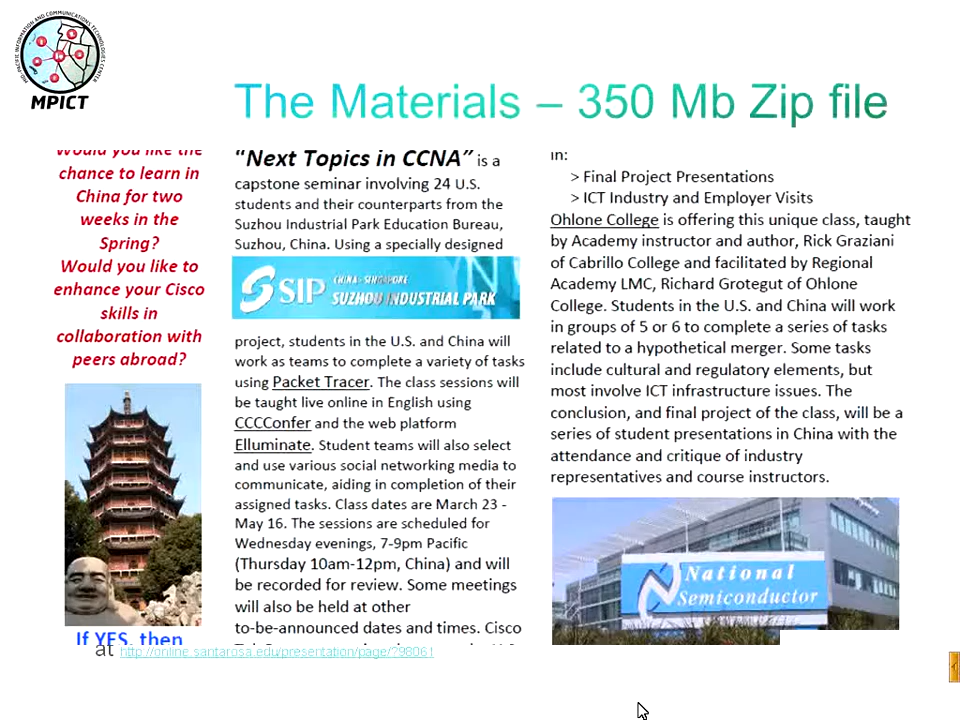 MID-PACIFIC INFORMATION AND COMMUNICATIONS TECHNOLOGIES CENTER
MPICT
The Materials – 350 Mb Zip file
Would you like the
chance to learn in
China for two
weeks in the
Spring?
Would you like to
enhance your Cisco
skills in
collaboration with
peers abroad?
If YES, then
“Next Topics in CCNA” is a
capstone seminar involving 24 U.S.
students and their counterparts from the
Suzhou Industrial Park Education Bureau,
Suzhou, China. Using a specially designed
SIP CHINA-SINGAPORE
SUZHOU INDUSTRIAL PARK
project, students in the U.S. and China will
work as teams to complete a variety of tasks
using Packet Tracer. The class sessions will
be taught live online in English using
CCCConfer and the web platform
Elluminate. Student teams will also select
and use various social networking media to
communicate, aiding in completion of their
assigned tasks. Class dates are March 23 -
May 16. The sessions are scheduled for
Wednesday evenings, 7-9pm Pacific
(Thursday 10am-12pm, China) and will
be recorded for review. Some meetings
will also be held at other
to-be-announced dates and times. Cisco
in:
> Final Project Presentations
> ICT Industry and Employer Visits
Ohlone College is offering this unique class, taught
by Academy instructor and author, Rick Graziani
of Cabrillo College and facilitated by Regional
Academy LMC, Richard Grotegut of Ohlone
College. Students in the U.S. and China will work
in groups of 5 or 6 to complete a series of tasks
related to a hypothetical merger. Some tasks
include cultural and regulatory elements, but
most involve ICT infrastructure issues. The
conclusion, and final project of the class, will be a
series of student presentations in China with the
attendance and critique of industry
representatives and course instructors.
National
Semiconductor
at http://online.santarosa.edu/presentation/page/?98061